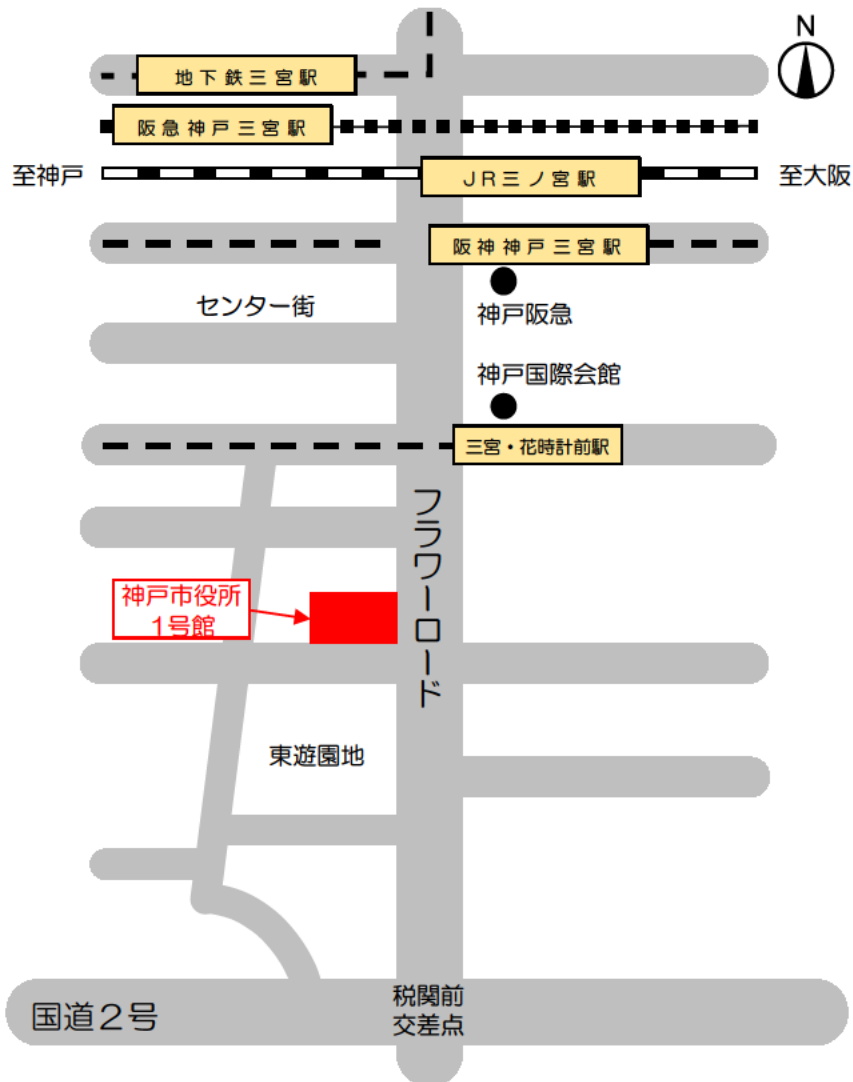 N
地下鉄三宮駅
阪急神戸三宮駅
至神戸
JR三ノ宮駅
至大阪
阪神神戸三宮駅
センター街
神戸阪急
神戸国際会館
三宮・花時計前駅
フラワーロード
神戸市役所
1号館
東遊園地
国道2号
税関前
交差点